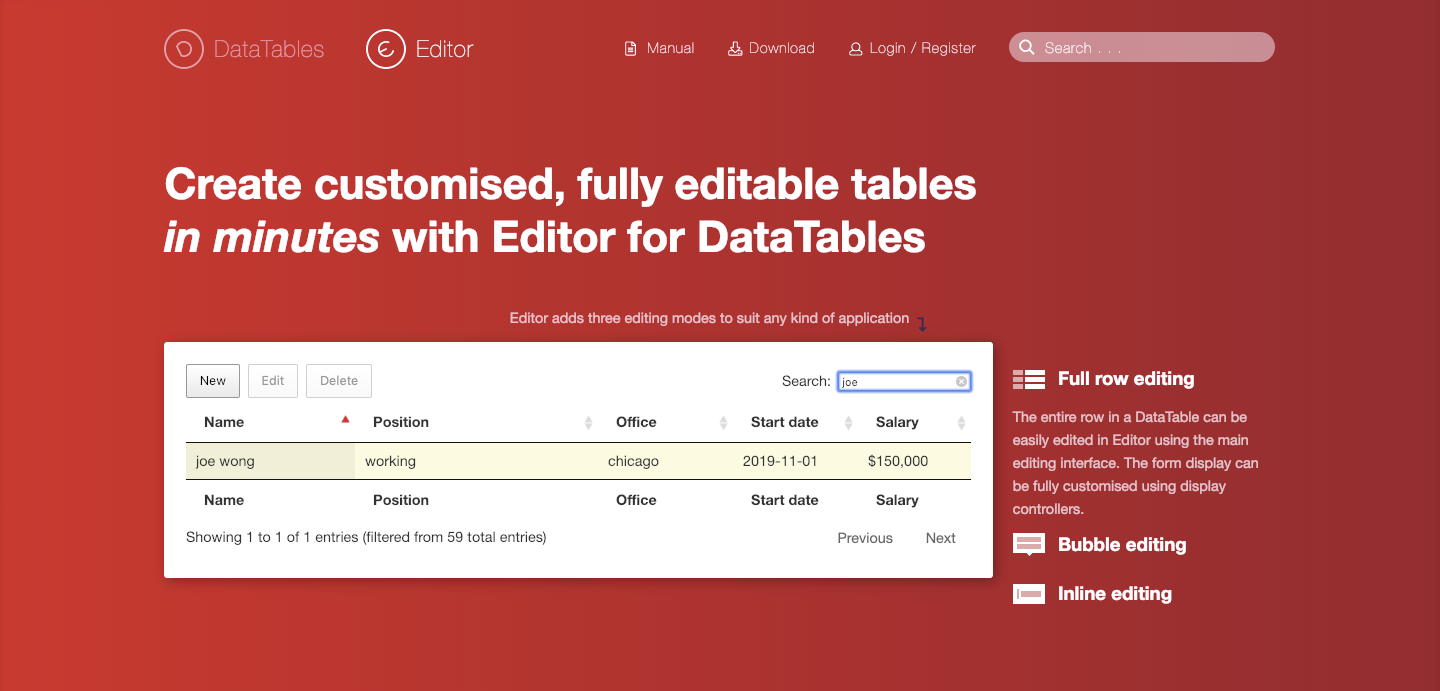 DataTables Editor Manual Download Login / Register Search . . .
Create customised, fully editable tables
in minutes with Editor for DataTables
Editor adds three editing modes to suit any kind of application
New Edit Delete Search: joe
Name Position Office Start date Salary
joe wong working chicago 2019-11-01 $150,000
Name Position Office Start date Salary
Showing 1 to 1 of 1 entries (filtered from 59 total entries) Previous Next
Full row editing
The entire row in a DataTable can be
easily edited in Editor using the main
editing interface. The form display can
be fully customised using display
controllers.
Bubble editing
Inline editing